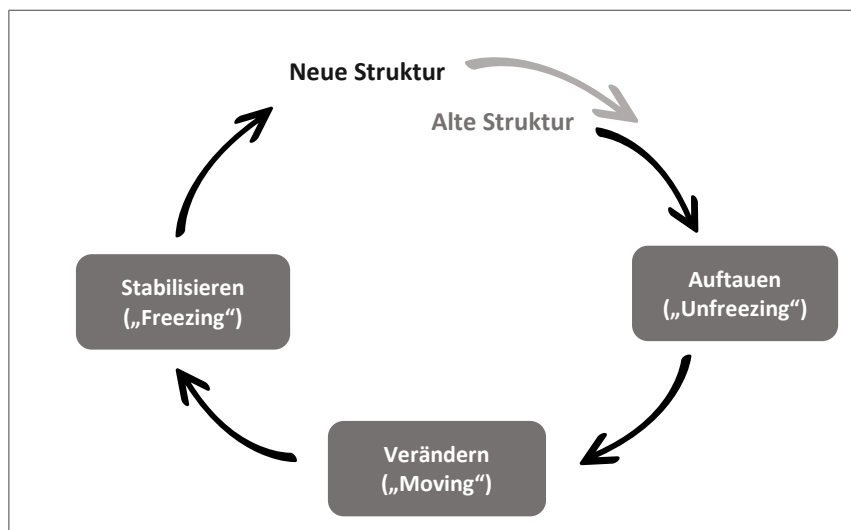 Neue Struktur
Alte Struktur
Auftauen
(„Unfreezing“)
Verändern
(„Moving“)
Stabilisieren
(„Freezing“)